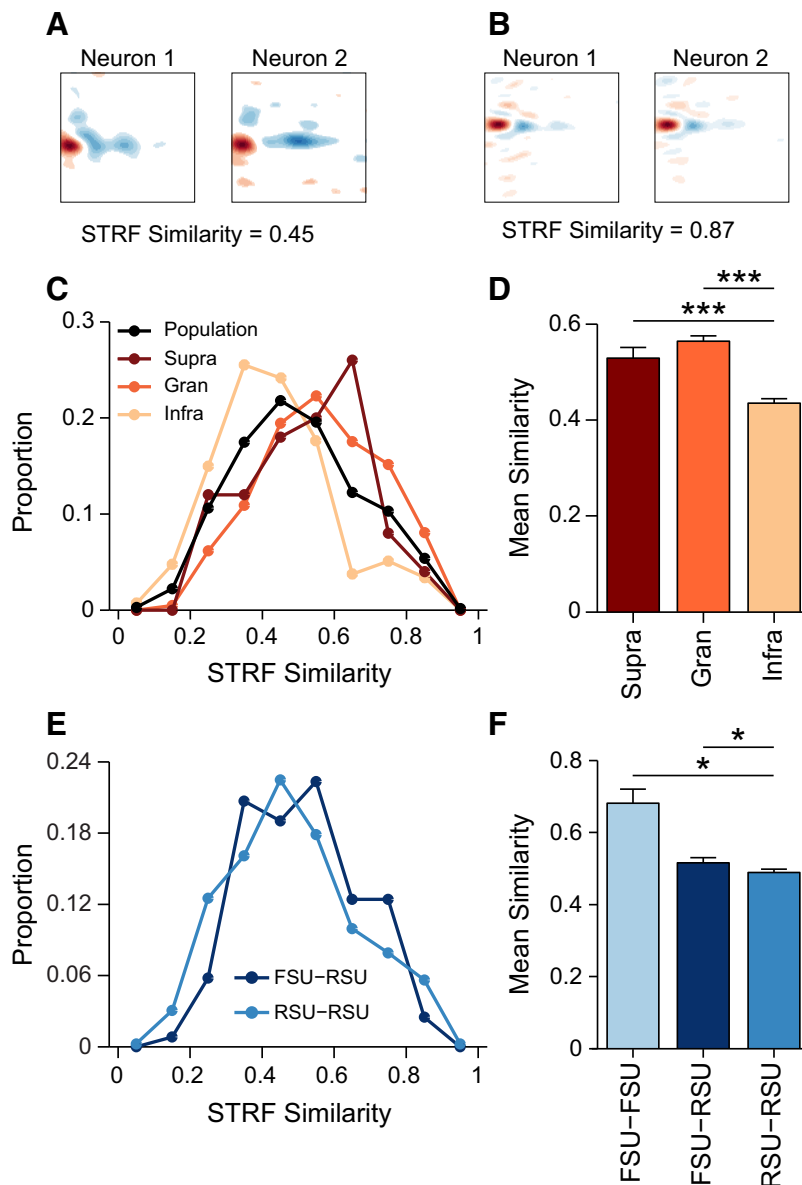 A
Neuron 1
Neuron 2
STRF Similarity = 0.45
B
Neuron 1
Neuron 2
STRF Similarity = 0.87
C
0.3
0.2
0.1
0
Proportion
Population
Supra
Gran
Infra
0 0.2 0.4 0.6 0.8 1
STRF Similarity
D
***
***
0.6
0.4
0.2
0
Mean Similarity
Supra
Gran
Infra
E
0.24
0.18
0.12
0.06
0
Proportion
FSU−RSU
RSU−RSU
0 0.2 0.4 0.6 0.8 1
STRF Similarity
F
*
*
0.8
0.6
0.4
0.2
0
Mean Similarity
FSU−FSU
FSU−RSU
RSU−RSU